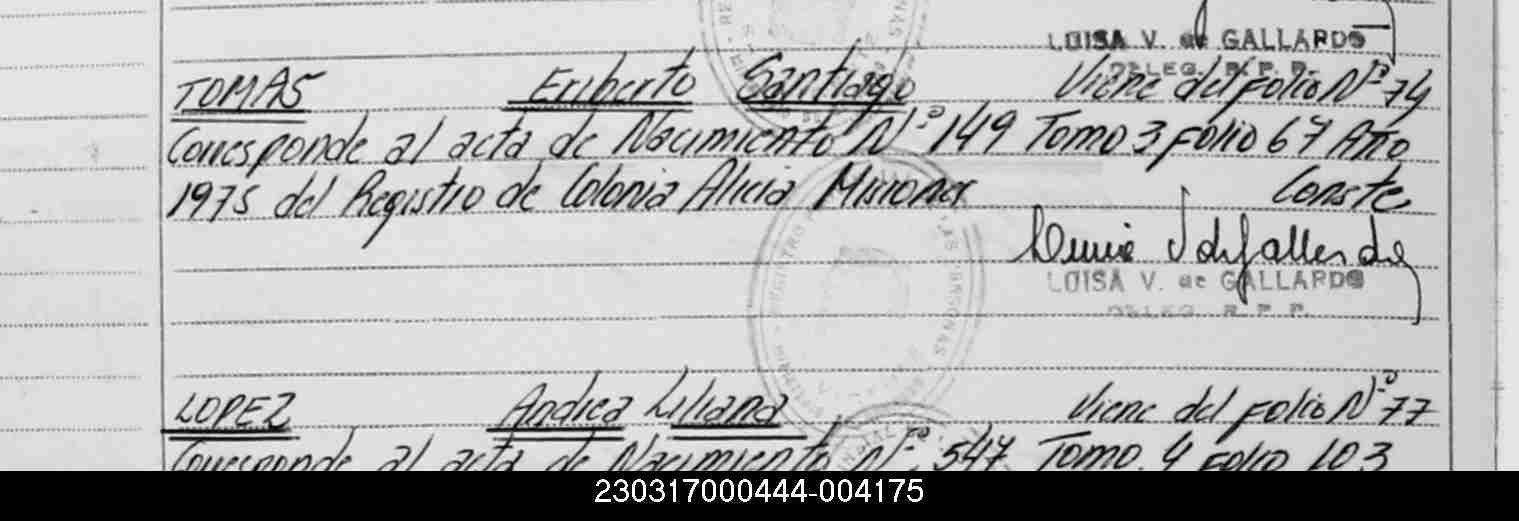 LUISA V. de GALLARDO
DELEG. R. P. P.
TOMAS Eriberto Santiago Viene del Folio Nº 74
Corresponde al acta de Nacimiento Nº 149 Tomo 3 Folio 67 Año
1975 del Registro de Colonia Alicia Misiones Conste
LUISA V. de GALLARDO
DELEG. R. P. P.
LOPEZ Andrea Liliana Viene del Folio Nº 77
Corresponde al acta de Nacimiento Nº 547 Tomo 4 Folio 103
230317000444-004175